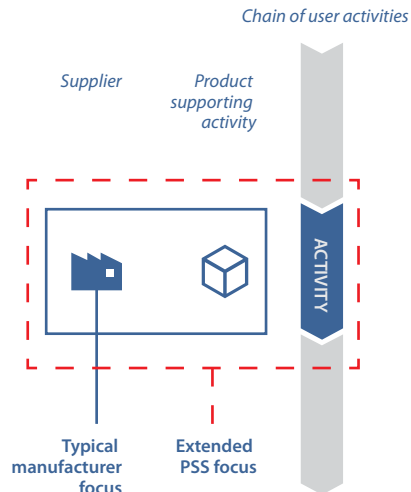 Chain of user activities
Supplier
Product
supporting
activity
ACTIVITY
Typical
manufacturer
focus
Extended
PSS focus